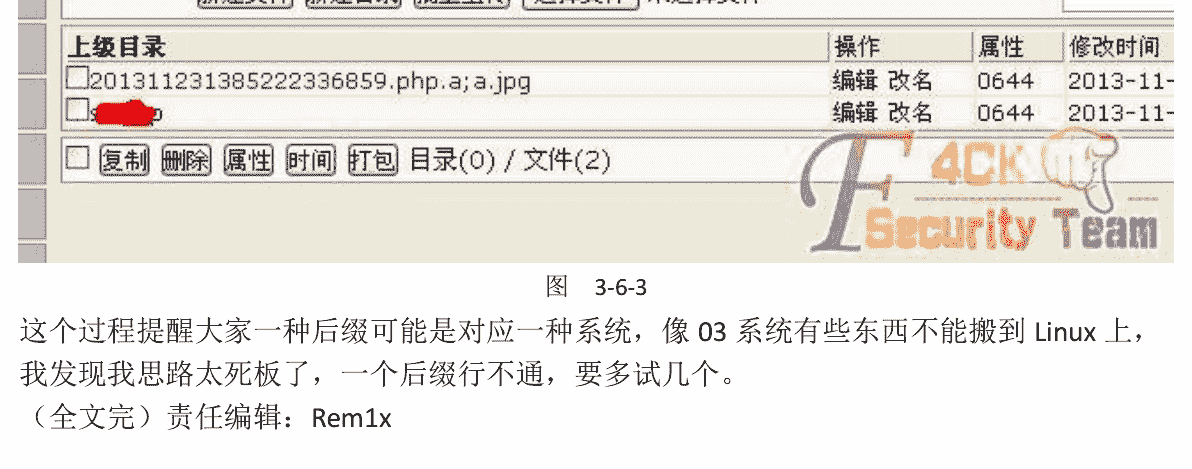 上级目录 操作 属性 修改时间
201311231385222336859.php.a;a.jpg 编辑 改名 0644 2013-11-
编辑 改名 0644 2013-11-
复制 删除 属性 时间 打包 目录(0) / 文件(2)
F4CK
Security Team
图 3-6-3
这个过程提醒大家一种后缀可能是对应一种系统，像 03 系统有些东西不能搬到 Linux 上，
我发现我思路太死板了，一个后缀行不通，要多试几个。
（全文完）责任编辑：Rem1x